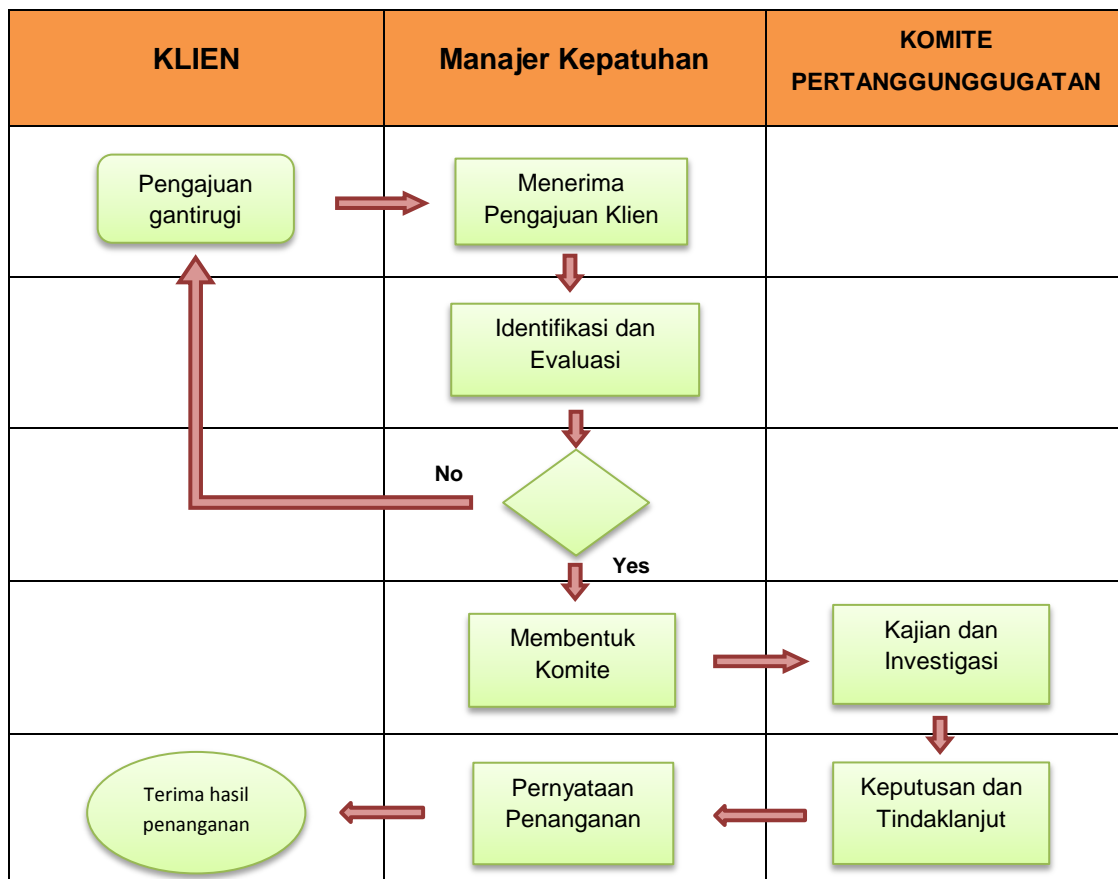 KLIEN
Manajer Kepatuhan
KOMITE
PERTANGGUNGGUGATAN
Pengajuan
gantirugi
Menerima
Pengajuan Klien
Identifikasi dan
Evaluasi
No
Yes
Membentuk
Komite
Kajian dan
Investigasi
Terima hasil
penanganan
Pernyataan
Penanganan
Keputusan dan
Tindaklanjut